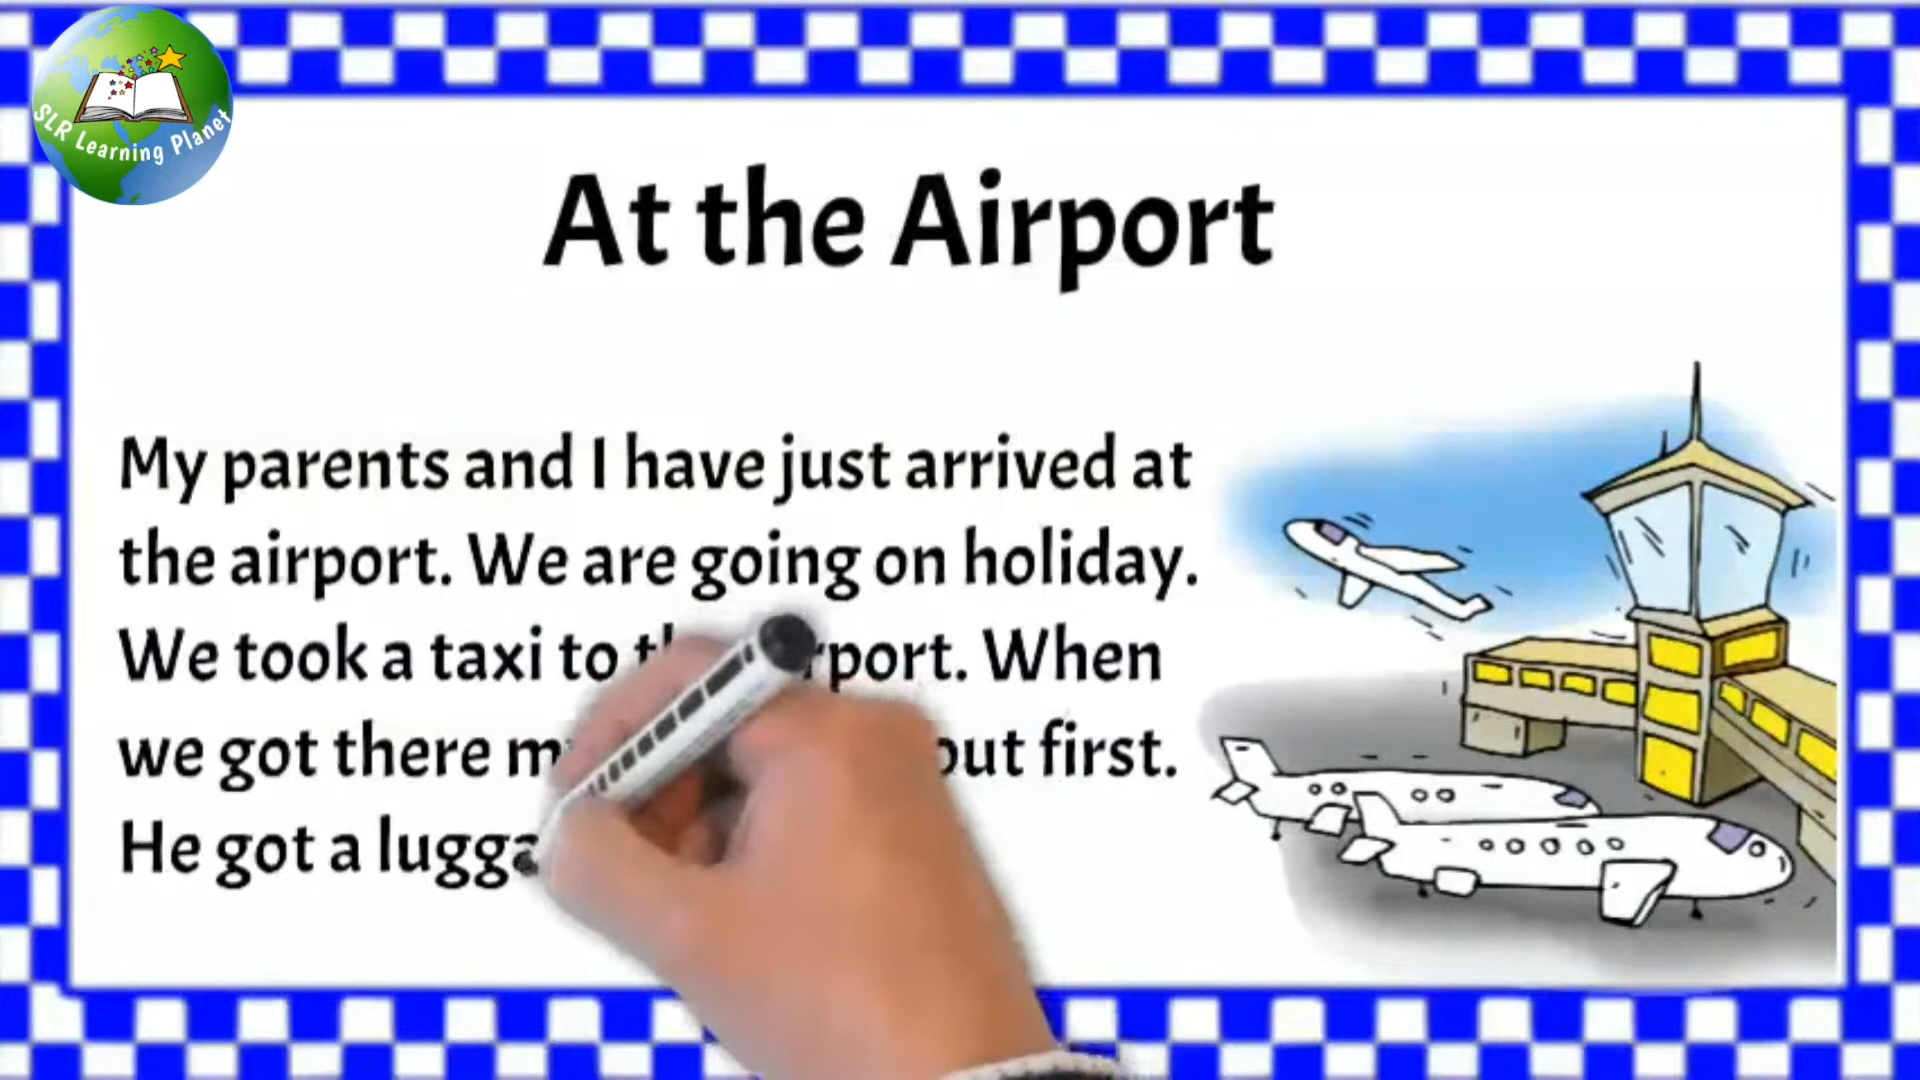 SLR Learning Planet
At the Airport
My parents and I have just arrived at
the airport. We are going on holiday.
We took a taxi to When
we got there first.
He got a